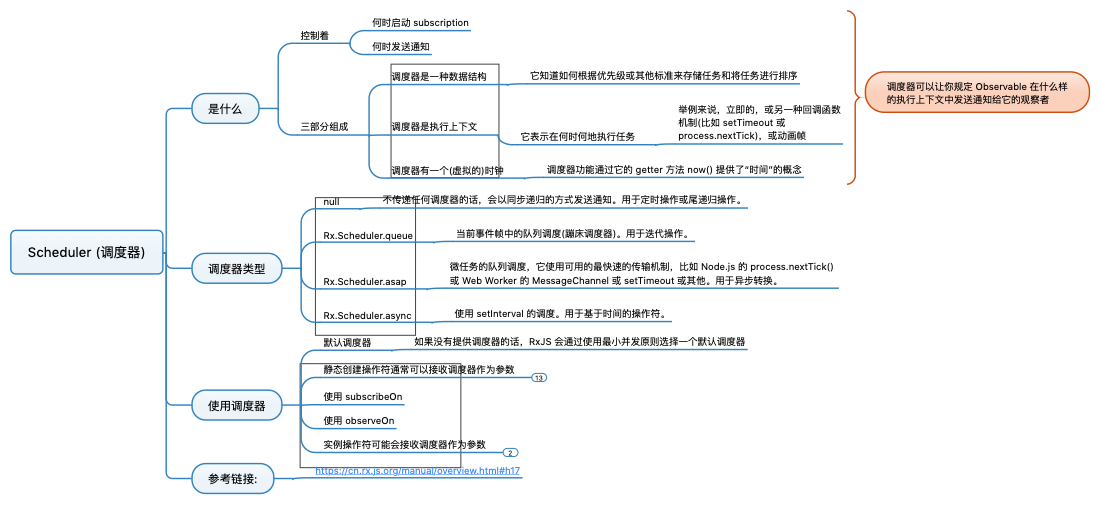 Scheduler (调度器)
是什么
控制着
何时启动 subscription
何时发送通知
三部分组成
调度器是一种数据结构
它知道如何根据优先级或其他标准来存储任务和将任务进行排序
调度器是执行上下文
它表示在何时何地执行任务
举例来说，立即的，或另一种回调函数
机制(比如 setTimeout 或
process.nextTick)，或动画帧
调度器有一个(虚拟的)时钟
调度器功能通过它的 getter 方法 now() 提供了“时间”的概念
调度器可以让你规定 Observable 在什么样
的执行上下文中发送通知给它的观察者
调度器类型
null
不传递任何调度器的话，会以同步递归的方式发送通知。用于定时操作或尾递归操作。
Rx.Scheduler.queue
当前事件帧中的队列调度(蹦床调度器)。用于迭代操作。
Rx.Scheduler.asap
微任务的队列调度，它使用可用的最快速的传输机制，比如 Node.js 的 process.nextTick()
或 Web Worker 的 MessageChannel 或 setTimeout 或其他。用于异步转换。
Rx.Scheduler.async
使用 setInterval 的调度。用于基于时间的操作符。
使用调度器
默认调度器
如果没有提供调度器的话，RxJS 会通过使用最小并发原则选择一个默认调度器
静态创建操作符通常可以接收调度器作为参数
13
使用 subscribeOn
使用 observeOn
实例操作符可能会接收调度器作为参数
2
参考链接:
https://cn.rx.js.org/manual/overview.html#h17